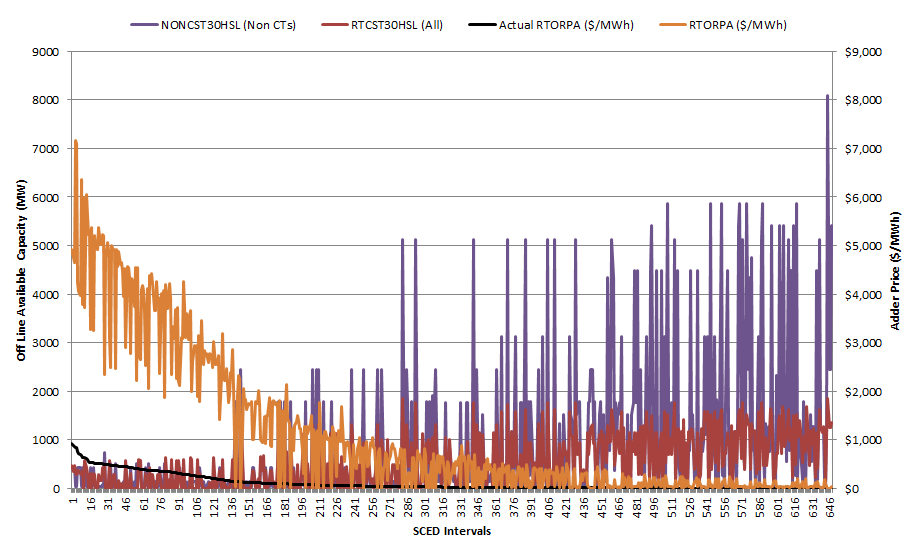 NONCST30HSL (Non CTs) RTCST30HSL (All) Actual RTORPA ($/MWh) RTORPA ($/MWh)
9000 $9,000
8000 $8,000
7000 $7,000
6000 $6,000
5000 $5,000
4000 $4,000
3000 $3,000
2000 $2,000
1000 $1,000
0 $0
Off Line Available Capacity (MW)
Adder Price ($/MWh)
1 16 31 46 61 76 91 106 121 136 151 166 181 196 211 226 241 256 271 286 301 316 331 346 361 376 391 406 421 436 451 466 481 496 511 526 541 556 571 586 601 616 631 646
SCED Intervals